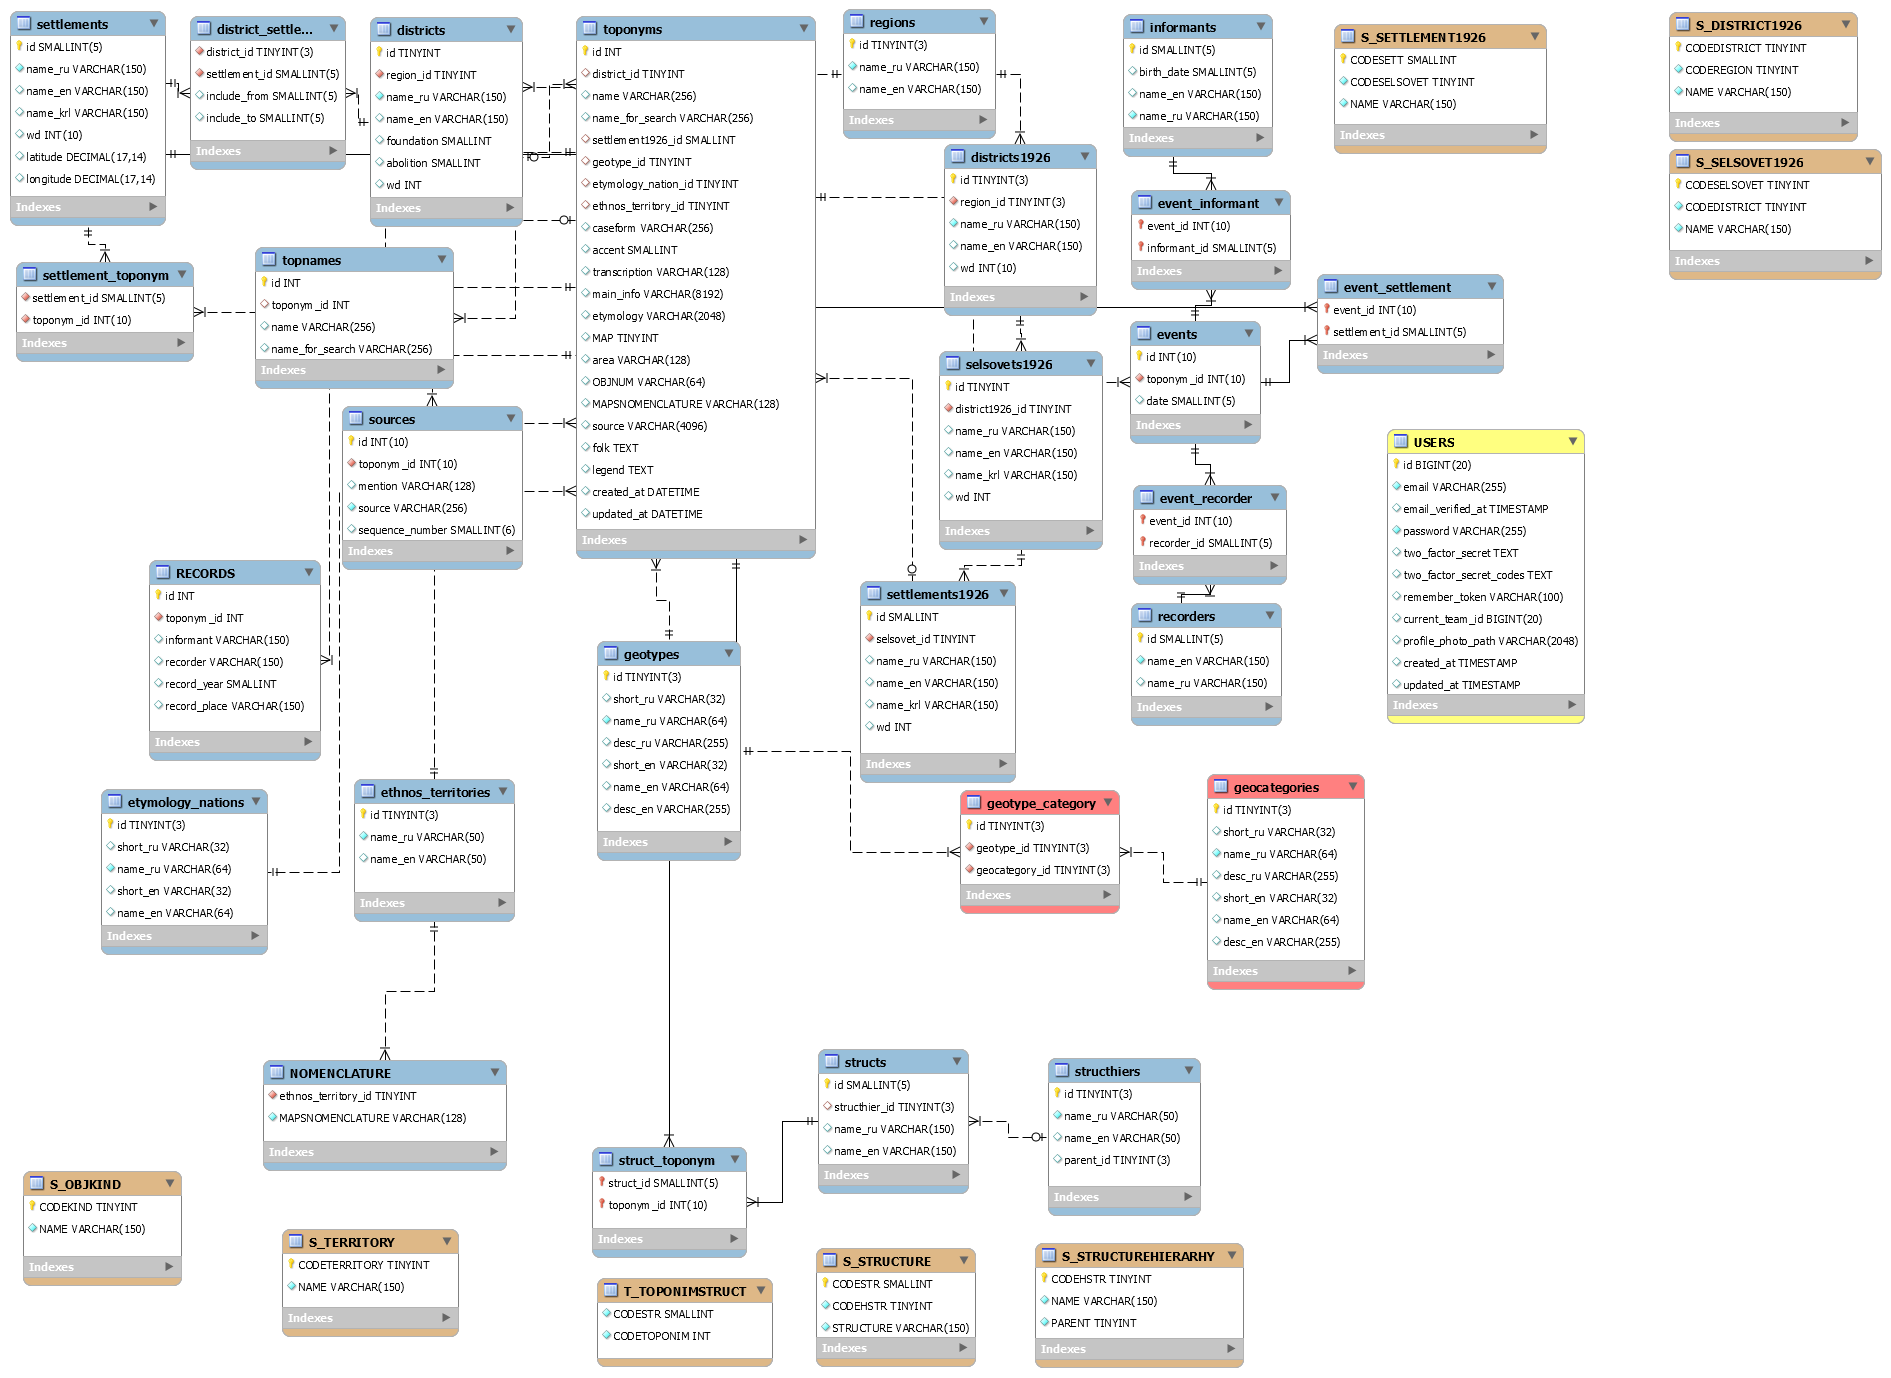 settlements
id SMALLINT(5)
name_ru VARCHAR(150)
name_en VARCHAR(150)
name_krl VARCHAR(150)
wd INT(10)
latitude DECIMAL(17,14)
longitude DECIMAL(17,14)
Indexes
district_settle...
district_id TINYINT(3)
settlement_id SMALLINT(5)
include_from SMALLINT(5)
include_to SMALLINT(5)
Indexes
districts
id TINYINT
region_id TINYINT
name_ru VARCHAR(150)
name_en VARCHAR(150)
foundation SMALLINT
abolition SMALLINT
wd INT
Indexes
toponyms
id INT
district_id TINYINT
name VARCHAR(256)
name_for_search VARCHAR(256)
settlement1926_id SMALLINT
geotype_id TINYINT
etymology_nation_id TINYINT
ethnos_territory_id TINYINT
caseform VARCHAR(256)
accent SMALLINT
transcription VARCHAR(128)
main_info VARCHAR(8192)
etymology VARCHAR(2048)
MAP TINYINT
area VARCHAR(128)
OBJNUM VARCHAR(64)
MAPSNOMENCLATURE VARCHAR(128)
source VARCHAR(4096)
folk TEXT
legend TEXT
created_at DATETIME
updated_at DATETIME
Indexes
regions
id TINYINT(3)
name_ru VARCHAR(150)
name_en VARCHAR(150)
Indexes
informants
id SMALLINT(5)
birth_date SMALLINT(5)
name_en VARCHAR(150)
name_ru VARCHAR(150)
Indexes
S_SETTLEMENT1926
CODESETT SMALLINT
CODESELSOVET TINYINT
NAME VARCHAR(150)
Indexes
S_DISTRICT1926
CODEDISTRICT TINYINT
CODEREGION TINYINT
NAME VARCHAR(150)
Indexes
S_SELSOVET1926
CODESELSOVET TINYINT
CODEDISTRICT TINYINT
NAME VARCHAR(150)
Indexes
districts1926
id TINYINT(3)
region_id TINYINT(3)
name_ru VARCHAR(150)
name_en VARCHAR(150)
wd INT(10)
Indexes
event_informant
event_id INT(10)
informant_id SMALLINT(5)
Indexes
settlement_toponym
settlement_id SMALLINT(5)
toponym_id INT(10)
Indexes
topnames
id INT
toponym_id INT
name VARCHAR(256)
name_for_search VARCHAR(256)
Indexes
event_settlement
event_id INT(10)
settlement_id SMALLINT(5)
Indexes
events
id INT(10)
toponym_id INT(10)
date SMALLINT(5)
Indexes
selsovets1926
id TINYINT
district1926_id TINYINT
name_ru VARCHAR(150)
name_en VARCHAR(150)
name_krl VARCHAR(150)
wd INT
Indexes
sources
id INT(10)
toponym_id INT(10)
mention VARCHAR(128)
source VARCHAR(256)
sequence_number SMALLINT(6)
Indexes
USERS
id BIGINT(20)
email VARCHAR(255)
email_verified_at TIMESTAMP
password VARCHAR(255)
two_factor_secret TEXT
two_factor_secret_codes TEXT
remember_token VARCHAR(100)
current_team_id BIGINT(20)
profile_photo_path VARCHAR(2048)
created_at TIMESTAMP
updated_at TIMESTAMP
Indexes
event_recorder
event_id INT(10)
recorder_id SMALLINT(5)
Indexes
RECORDS
id INT
toponym_id INT
informant VARCHAR(150)
recorder VARCHAR(150)
record_year SMALLINT
record_place VARCHAR(150)
Indexes
settlements1926
id SMALLINT
selsovet_id TINYINT
name_ru VARCHAR(150)
name_en VARCHAR(150)
name_krl VARCHAR(150)
wd INT
Indexes
recorders
id SMALLINT(5)
name_en VARCHAR(150)
name_ru VARCHAR(150)
Indexes
geotypes
id TINYINT(3)
short_ru VARCHAR(32)
name_ru VARCHAR(64)
desc_ru VARCHAR(255)
short_en VARCHAR(32)
name_en VARCHAR(64)
desc_en VARCHAR(255)
Indexes
etymology_nations
id TINYINT(3)
short_ru VARCHAR(32)
name_ru VARCHAR(64)
short_en VARCHAR(32)
name_en VARCHAR(64)
Indexes
ethnos_territories
id TINYINT(3)
name_ru VARCHAR(50)
name_en VARCHAR(50)
Indexes
geotype_category
id TINYINT(3)
geotype_id TINYINT(3)
geocategory_id TINYINT(3)
Indexes
geocategories
id TINYINT(3)
short_ru VARCHAR(32)
name_ru VARCHAR(64)
desc_ru VARCHAR(255)
short_en VARCHAR(32)
name_en VARCHAR(64)
desc_en VARCHAR(255)
Indexes
NOMENCLATURE
ethnos_territory_id TINYINT
MAPSNOMENCLATURE VARCHAR(128)
Indexes
structs
id SMALLINT(5)
structhier_id TINYINT(3)
name_ru VARCHAR(150)
name_en VARCHAR(150)
Indexes
structhiers
id TINYINT(3)
name_ru VARCHAR(50)
name_en VARCHAR(50)
parent_id TINYINT(3)
Indexes
struct_toponym
struct_id SMALLINT(5)
toponym_id INT(10)
Indexes
S_OBJKIND
CODEKIND TINYINT
NAME VARCHAR(150)
Indexes
S_TERRITORY
CODETERRITORY TINYINT
NAME VARCHAR(150)
Indexes
T_TOPONIMSTRUCT
CODESTR SMALLINT
CODETOPONIM INT
S_STRUCTURE
CODESTR SMALLINT
CODEHSTR TINYINT
STRUCTURE VARCHAR(150)
Indexes
S_STRUCTUREHIERARHY
CODEHSTR TINYINT
NAME VARCHAR(150)
PARENT TINYINT
Indexes